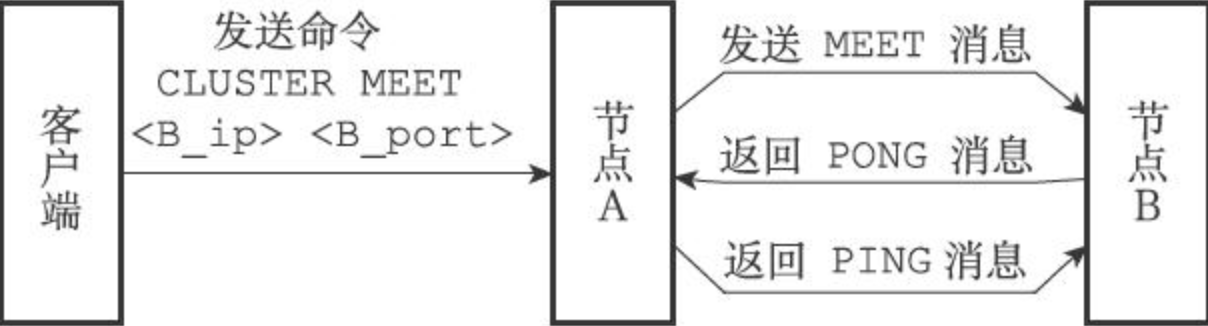 客户端
发送命令
CLUSTER MEET
<B_ip> <B_port>
节点A
发送 MEET 消息
返回 PONG 消息
返回 PING 消息
节点B